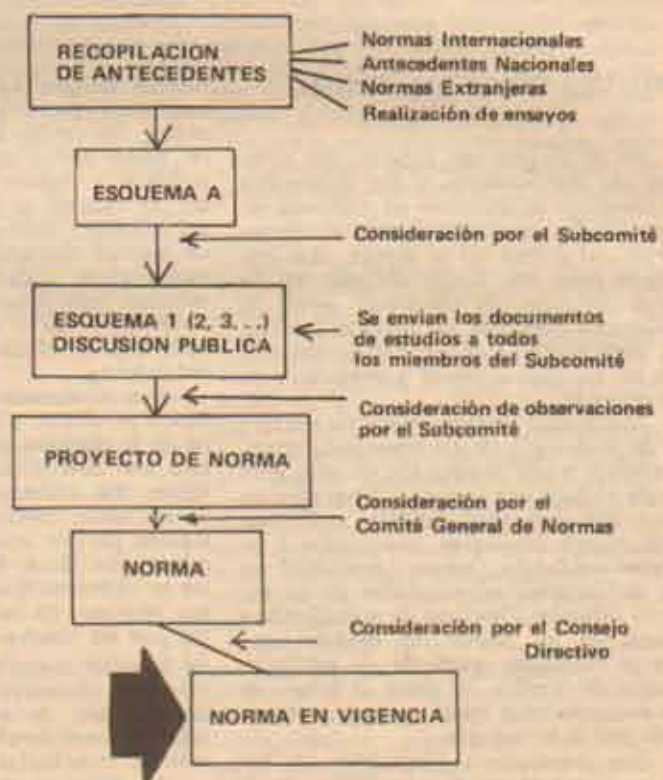 RECOPILACION
DE ANTECEDENTES
Normas Internacionales
Antecedentes Nacionales
Normas Extranjeras
Realización de ensayos
ESQUEMA A
Consideración por el Subcomité
ESQUEMA 1 (2, 3. . .)
DISCUSION PUBLICA
Se envian los documentos
de estudios a todos
los miembros del Subcomité
Consideración de observaciones
por el Subcomité
PROYECTO DE NORMA
Consideración por el
Comité General de Normas
NORMA
Consideración por el Consejo
Directivo
NORMA EN VIGENCIA